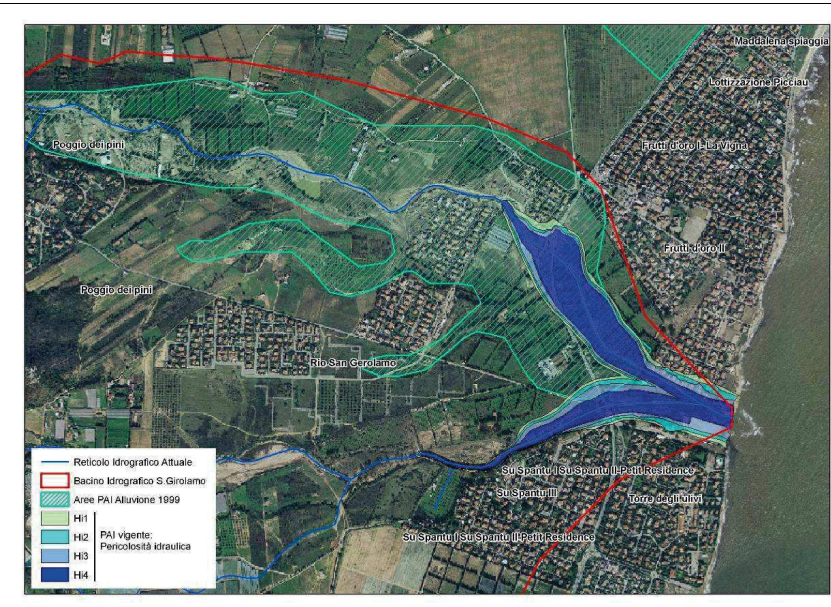 Maddalena spiaggia
Lottizzazione Picciau
Poggio dei pini
Frutti d'oro I-La Vigna
Frutti d'oro II
Poggio dei pini
Rio San Gerolamo
Su Spantu I Su Spantu II-Petit Residence
Su Spantu III
Torre degli ulivi
Su Spantu I Su Spantu II-Petit Residence
Reticolo Idrografico Attuale
Bacino Idrografico S.Girolamo
Aree PAI Alluvione 1999
Hi1
Hi2
Hi3
Hi4
PAI vigente:
Pericolosità idraulica